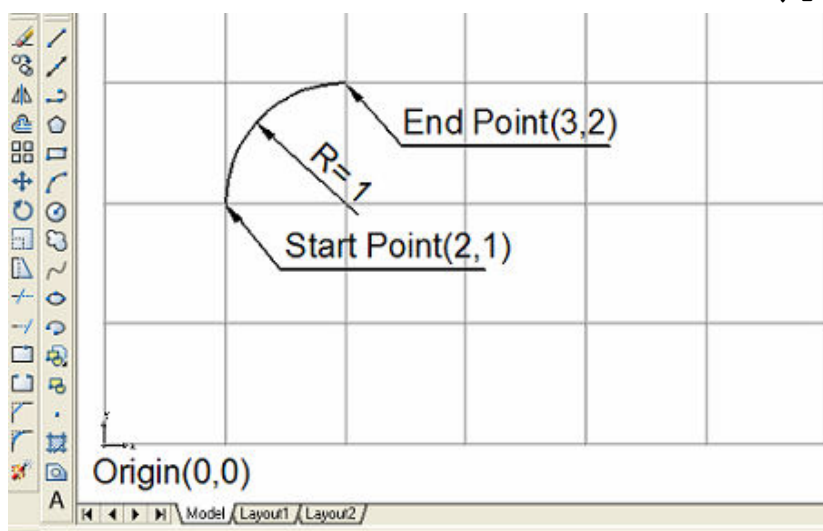 End Point(3,2)
R= 1
Start Point(2,1)
Origin(0,0)
A
Model
Layout1
Layout2